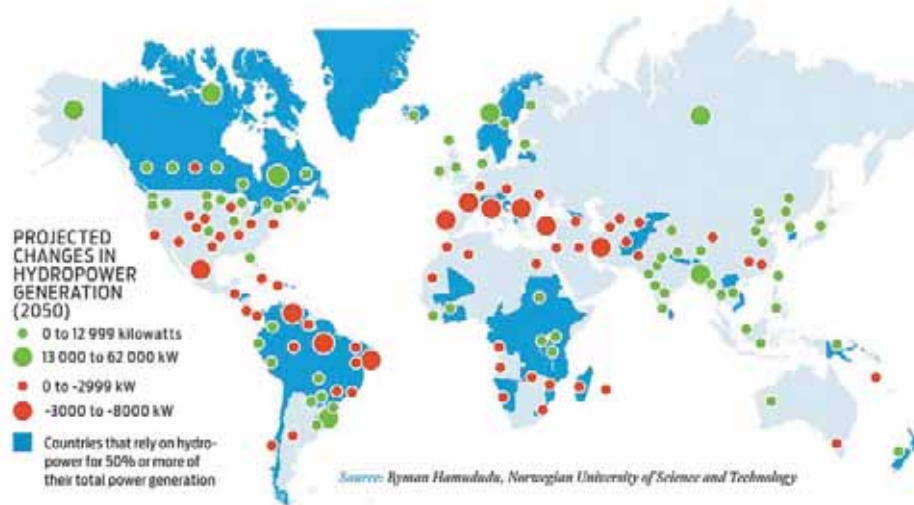 PROJECTED
CHANGES IN
HYDROPOWER
GENERATION
(2050)
0 to 12 999 kilowatts
13 000 to 62 000 kW
0 to -2999 kW
-3000 to -8000 kW
Countries that rely on hydro-
power for 50% or more of
their total power generation
Source: Byman Hamududu, Norwegian University of Science and Technology